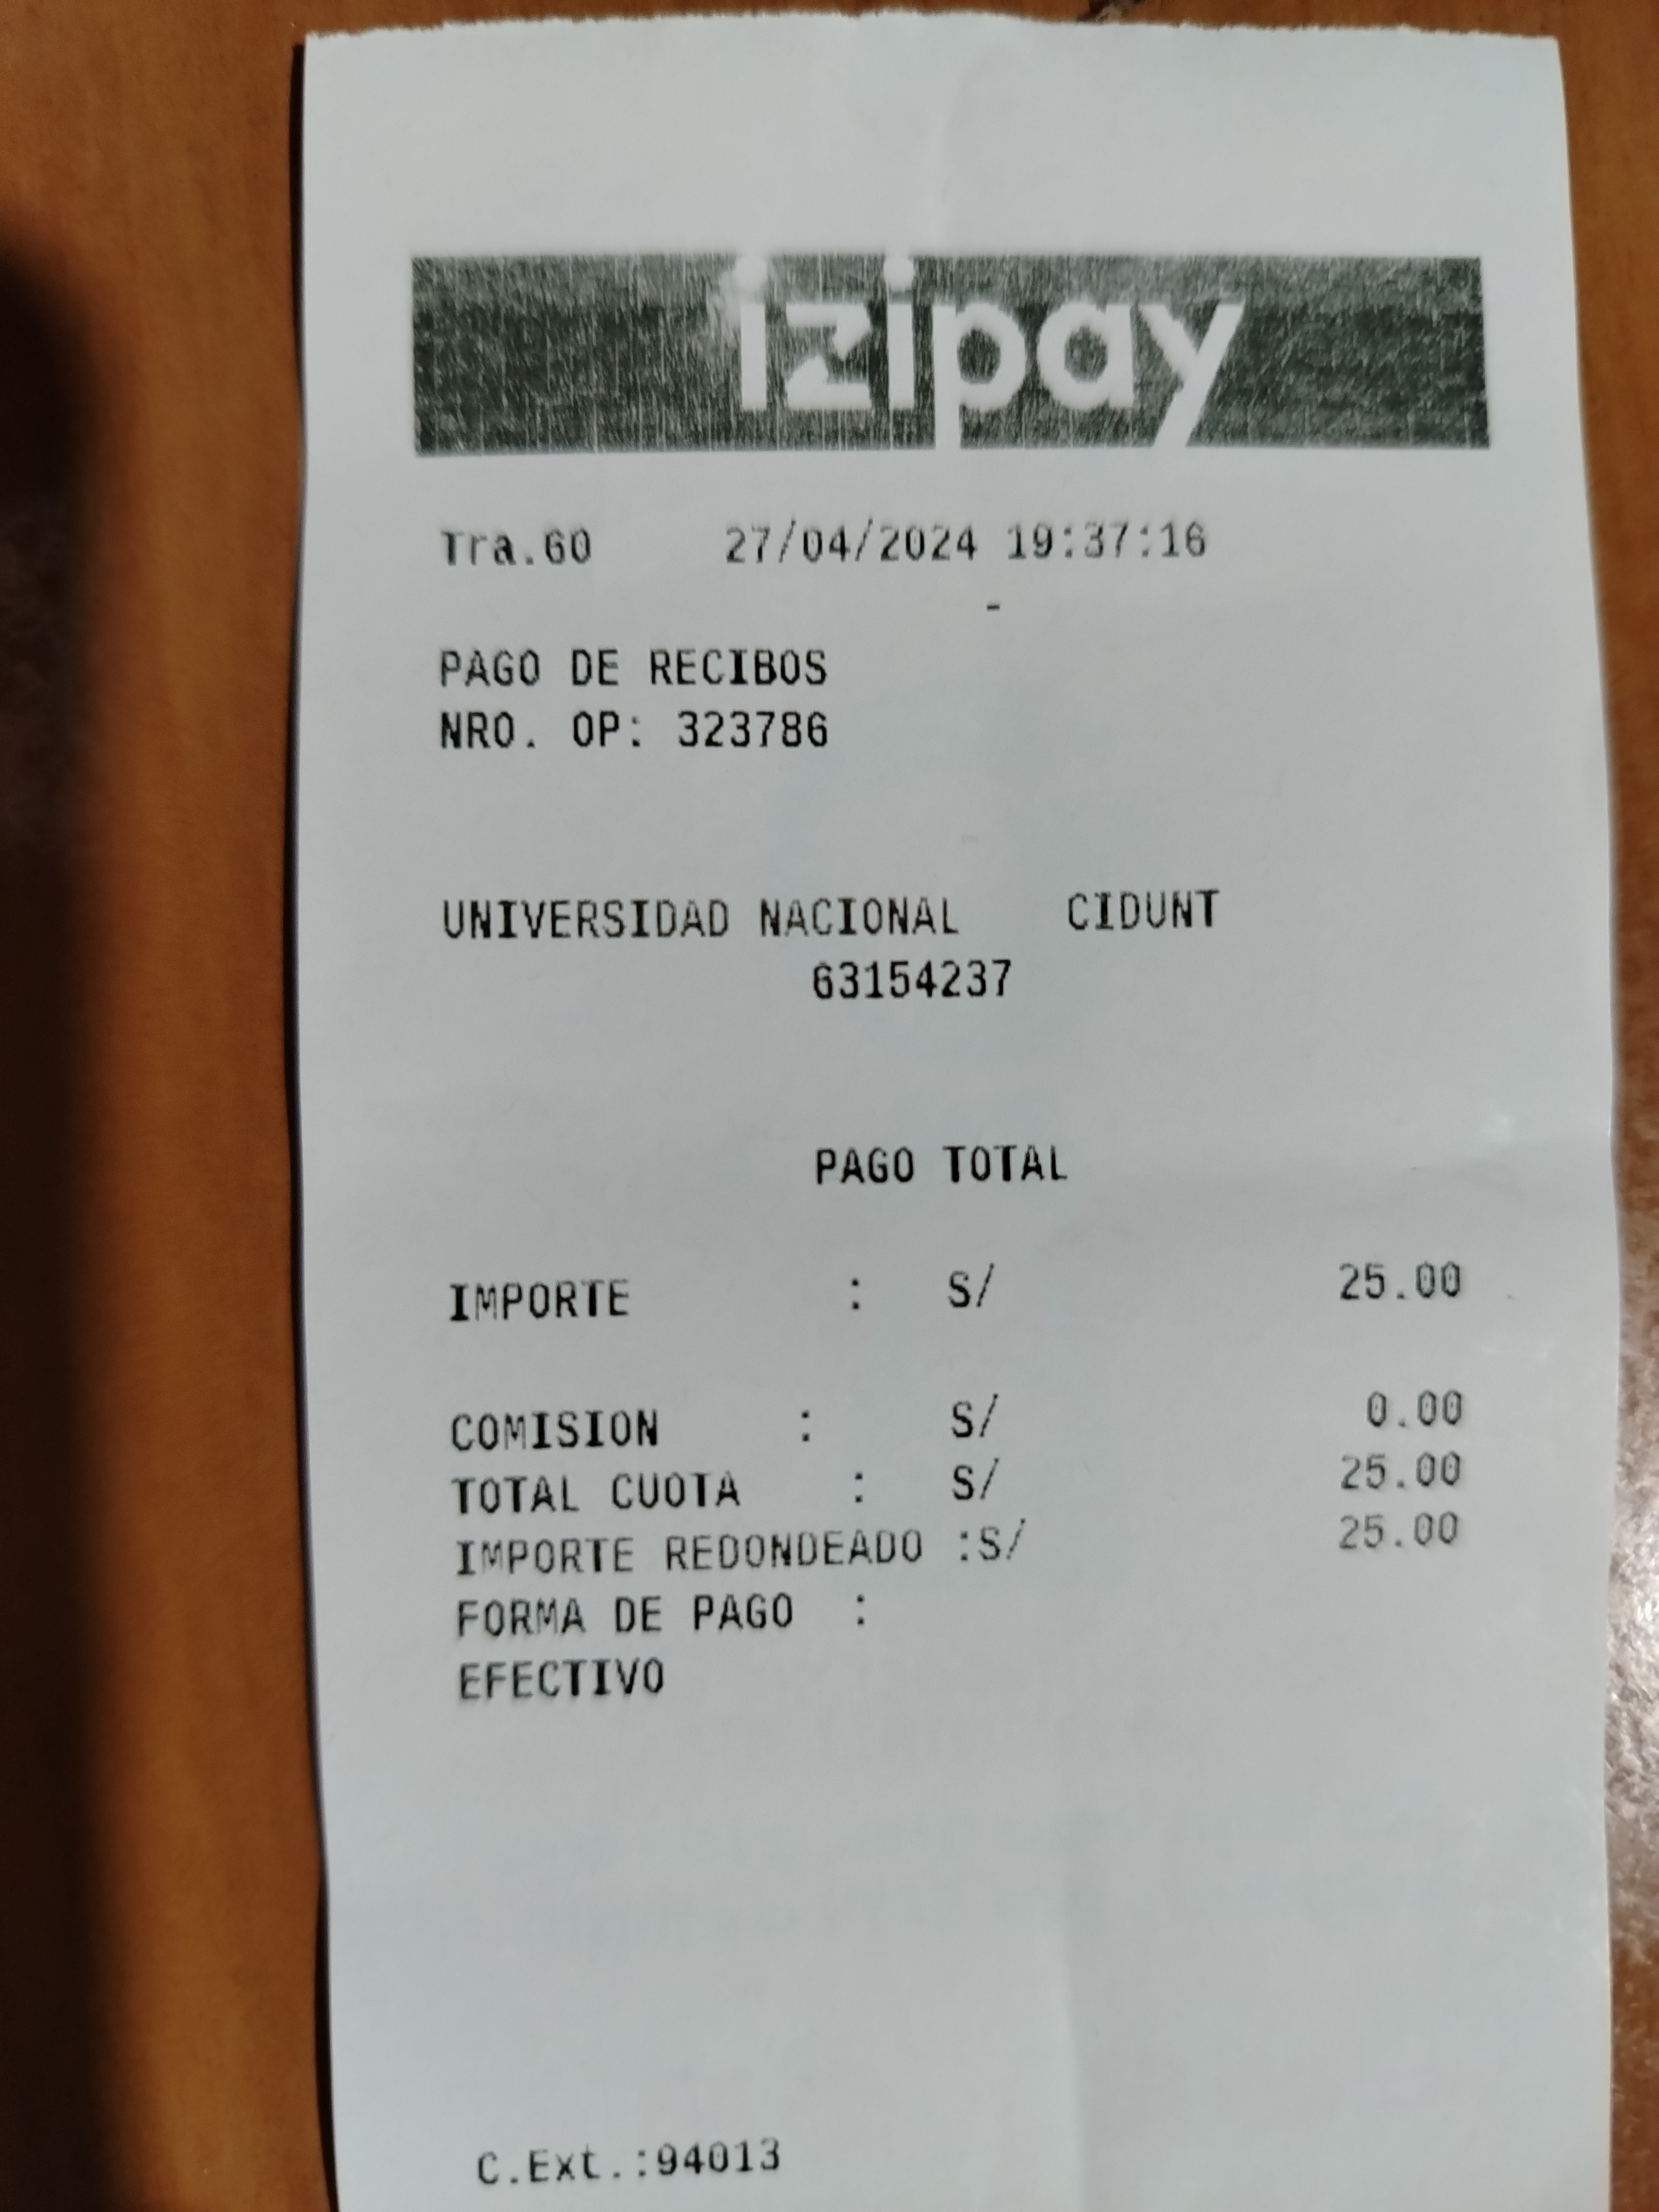 izipay
Tra.60 27/04/2024 19:37:16
-
PAGO DE RECIBOS
NRO. OP: 323786
UNIVERSIDAD NACIONAL CIDUNT
63154237
PAGO TOTAL
IMPORTE : S/ 25.00
COMISION : S/ 0.00
TOTAL CUOTA : S/ 25.00
IMPORTE REDONDEADO :S/ 25.00
FORMA DE PAGO :
EFECTIVO
C.Ext.:94013